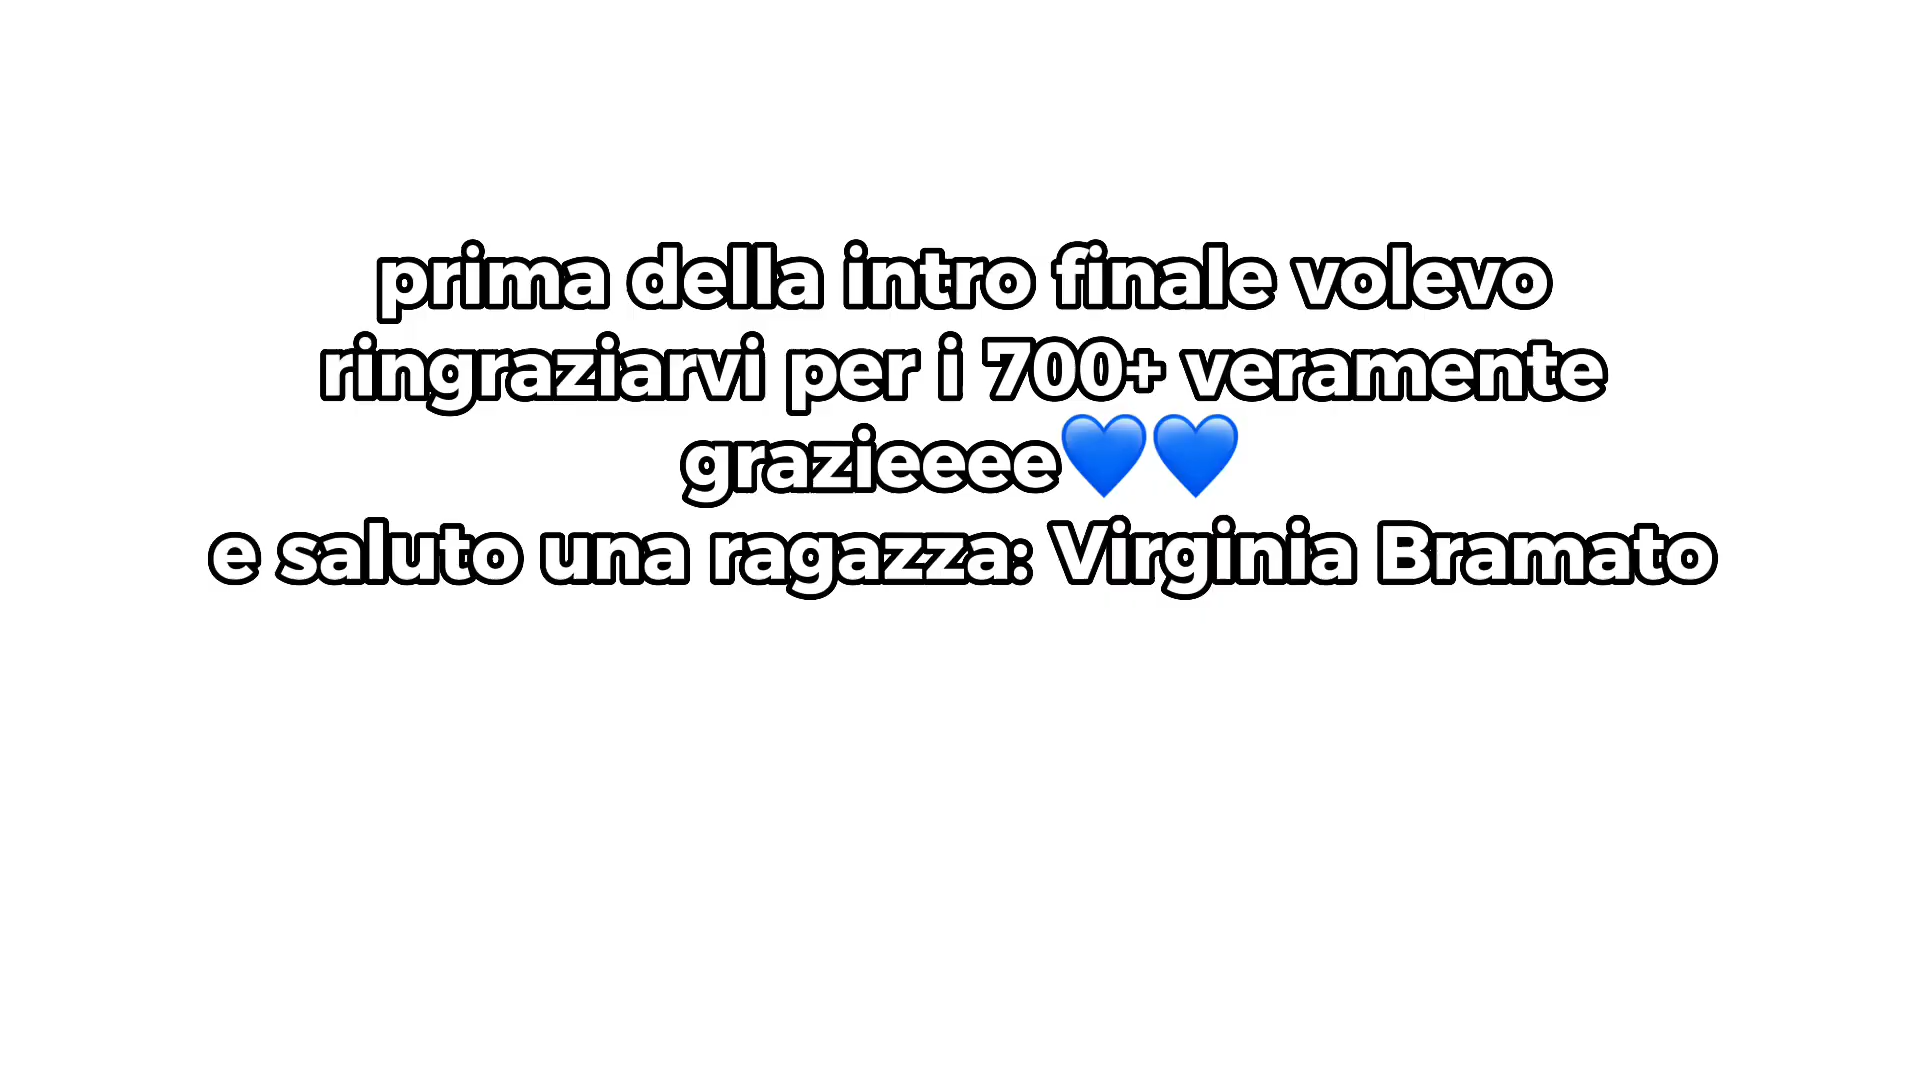 prima della intro finale volevo
ringraziarvi per i 700+ veramente
grazieeee💙💙
e saluto una ragazza: Virginia Bramato